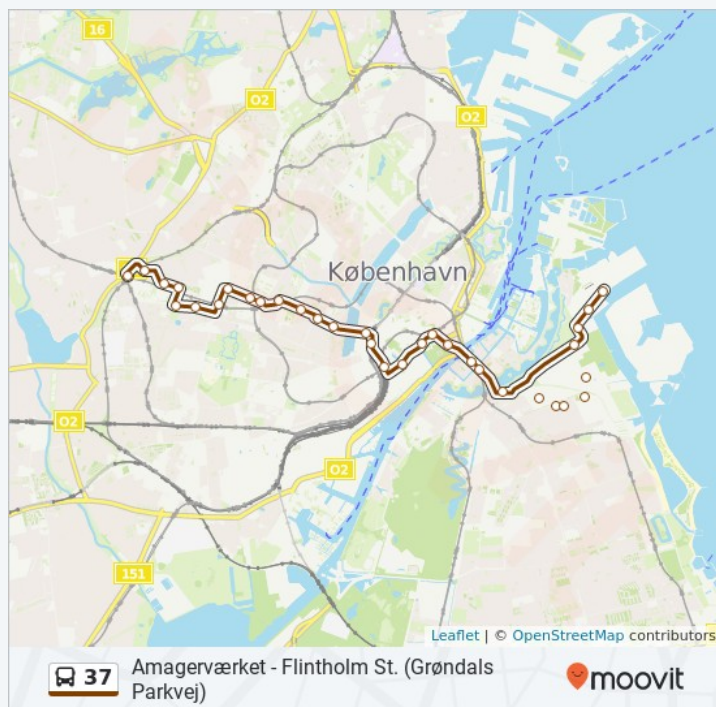 16
O2
O2
København
O2
O2
151
Leaflet | © OpenStreetMap contributors
37
Amagerværket - Flintholm St. (Grøndals
Parkvej)
moovit